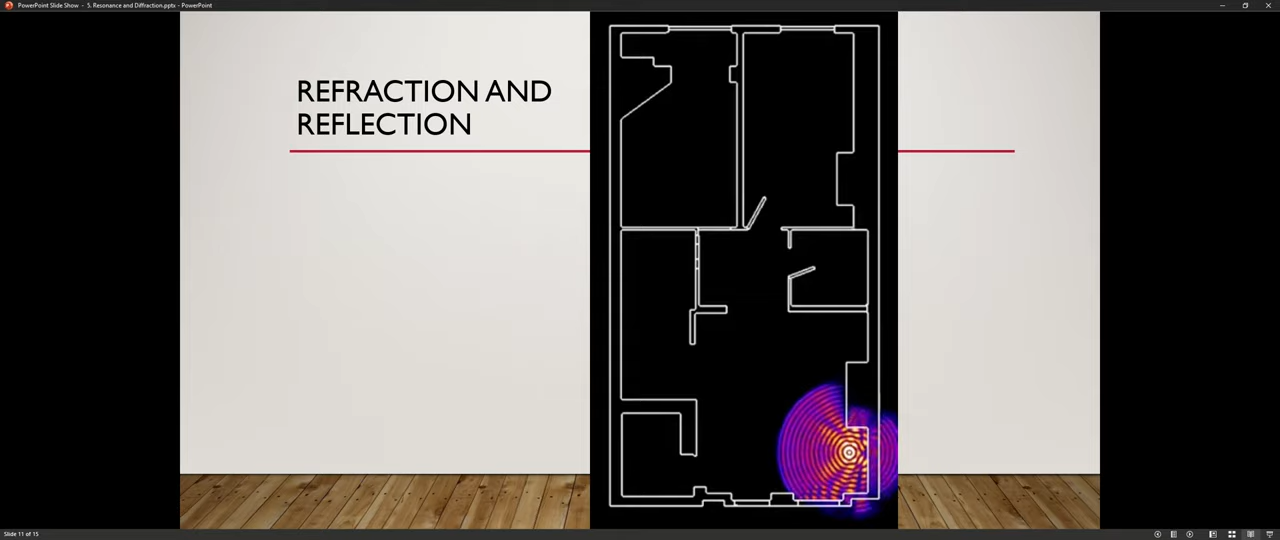 PowerPoint Slide Show - 5. Resonance and Diffraction.pptx - PowerPoint
REFRACTION AND
REFLECTION
Slide 11 of 15